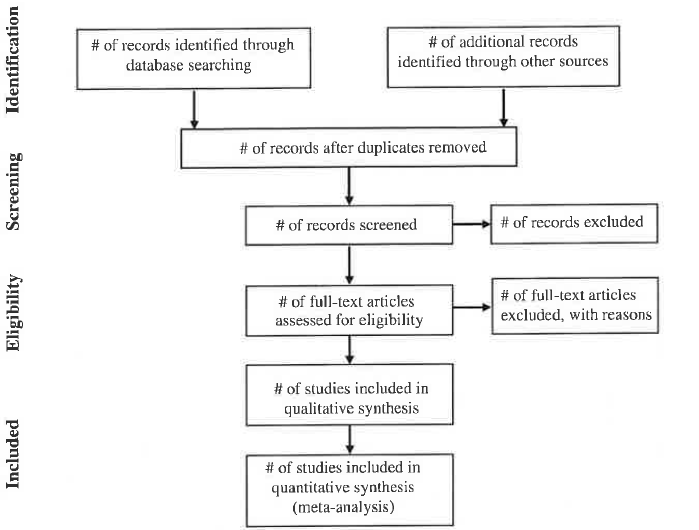 Identification
# of records identified through
database searching
# of additional records
identified through other sources
# of records after duplicates removed
Screening
# of records screened
# of records excluded
Eligibility
# of full-text articles
assessed for eligibility
# of full-text articles
excluded, with reasons
# of studies included in
qualitative synthesis
Included
# of studies included in
quantitative synthesis
(meta-analysis)